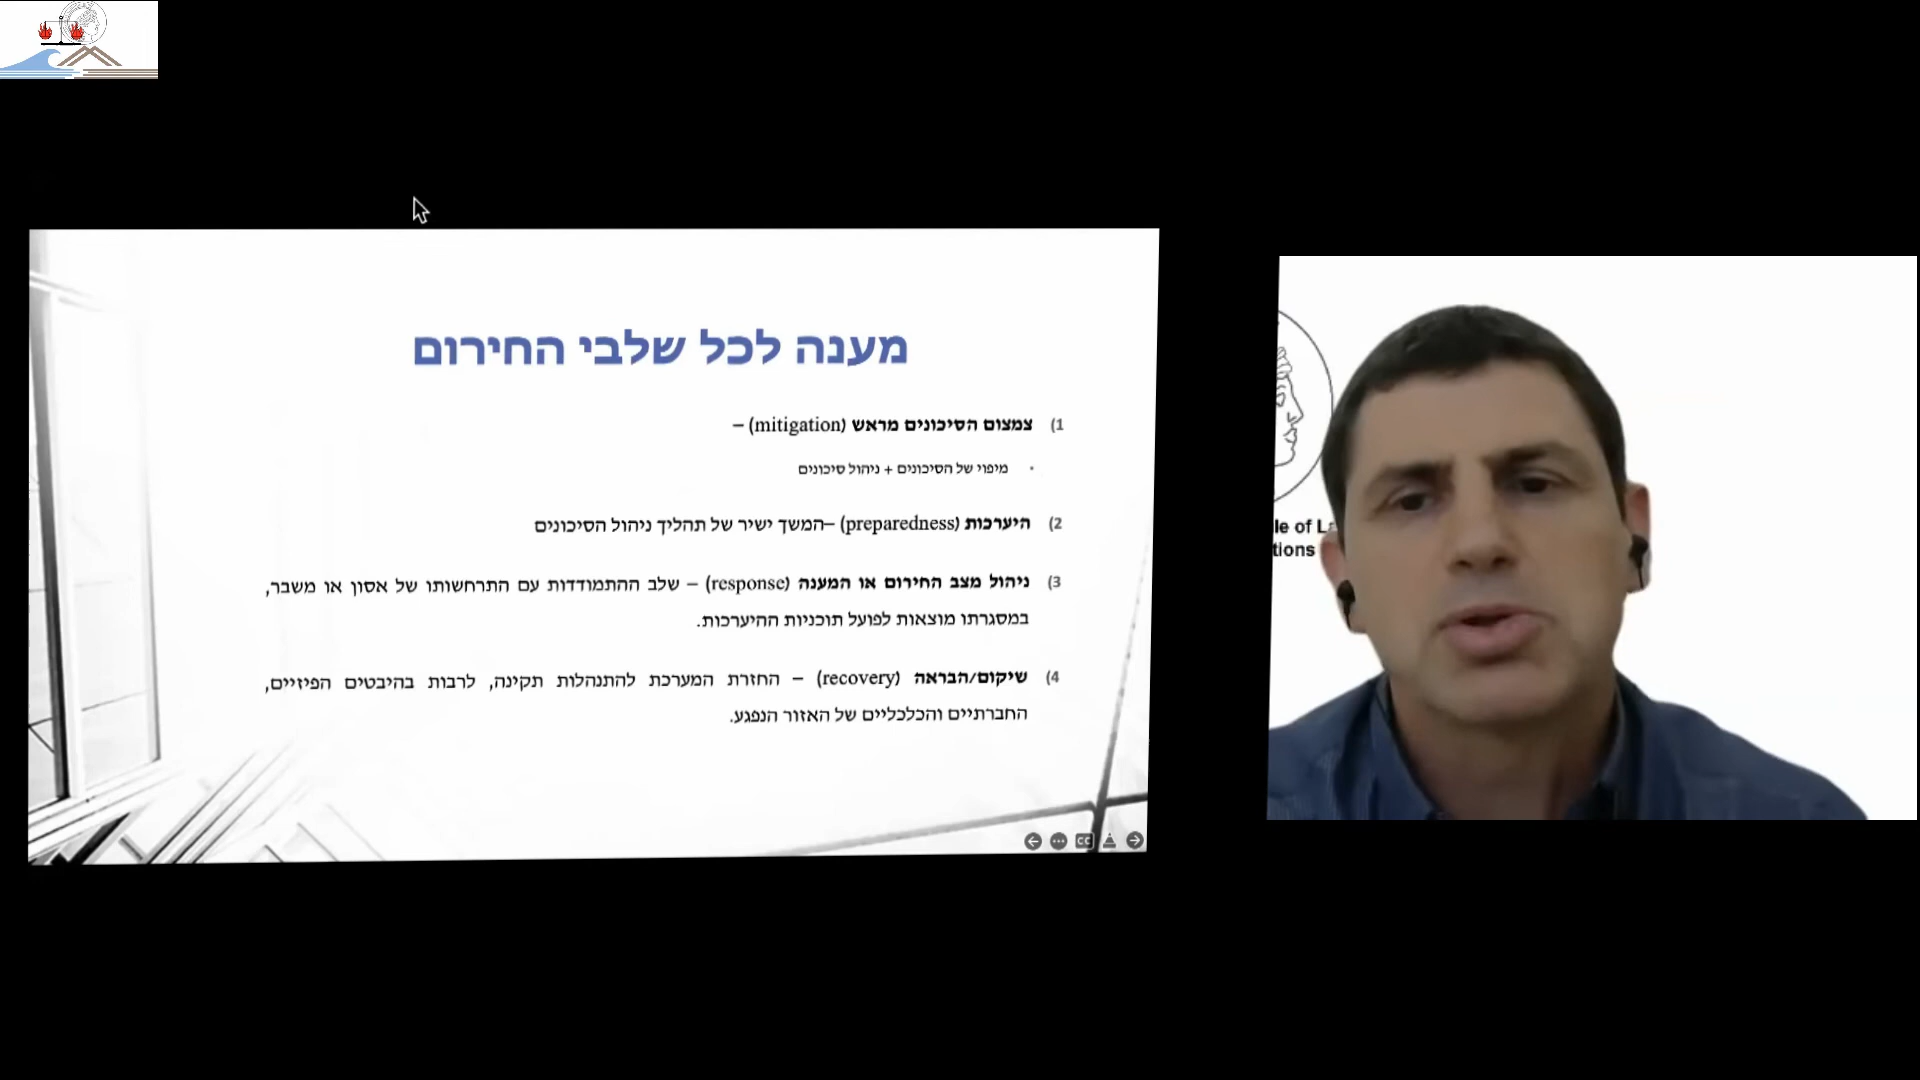 מענה לכל שלבי החירום
1) צמצום הסיכונים מראש (mitigation) –
• מיפוי של הסיכונים + ניהול סיכונים
2) היערכות (preparedness) –המשך ישיר של תהליך ניהול הסיכונים
3) ניהול מצב החירום או המענה (response) – שלב ההתמודדות עם התרחשותו של אסון או משבר,
במסגרתו מוצאות לפועל תוכניות ההיערכות.
4) שיקום/הבראה (recovery) – החזרת המערכת להתנהלות תקינה, לרבות בהיבטים הפיזיים,
החברתיים והכלכליים של האזור הנפגע.
CC
le of La
tions